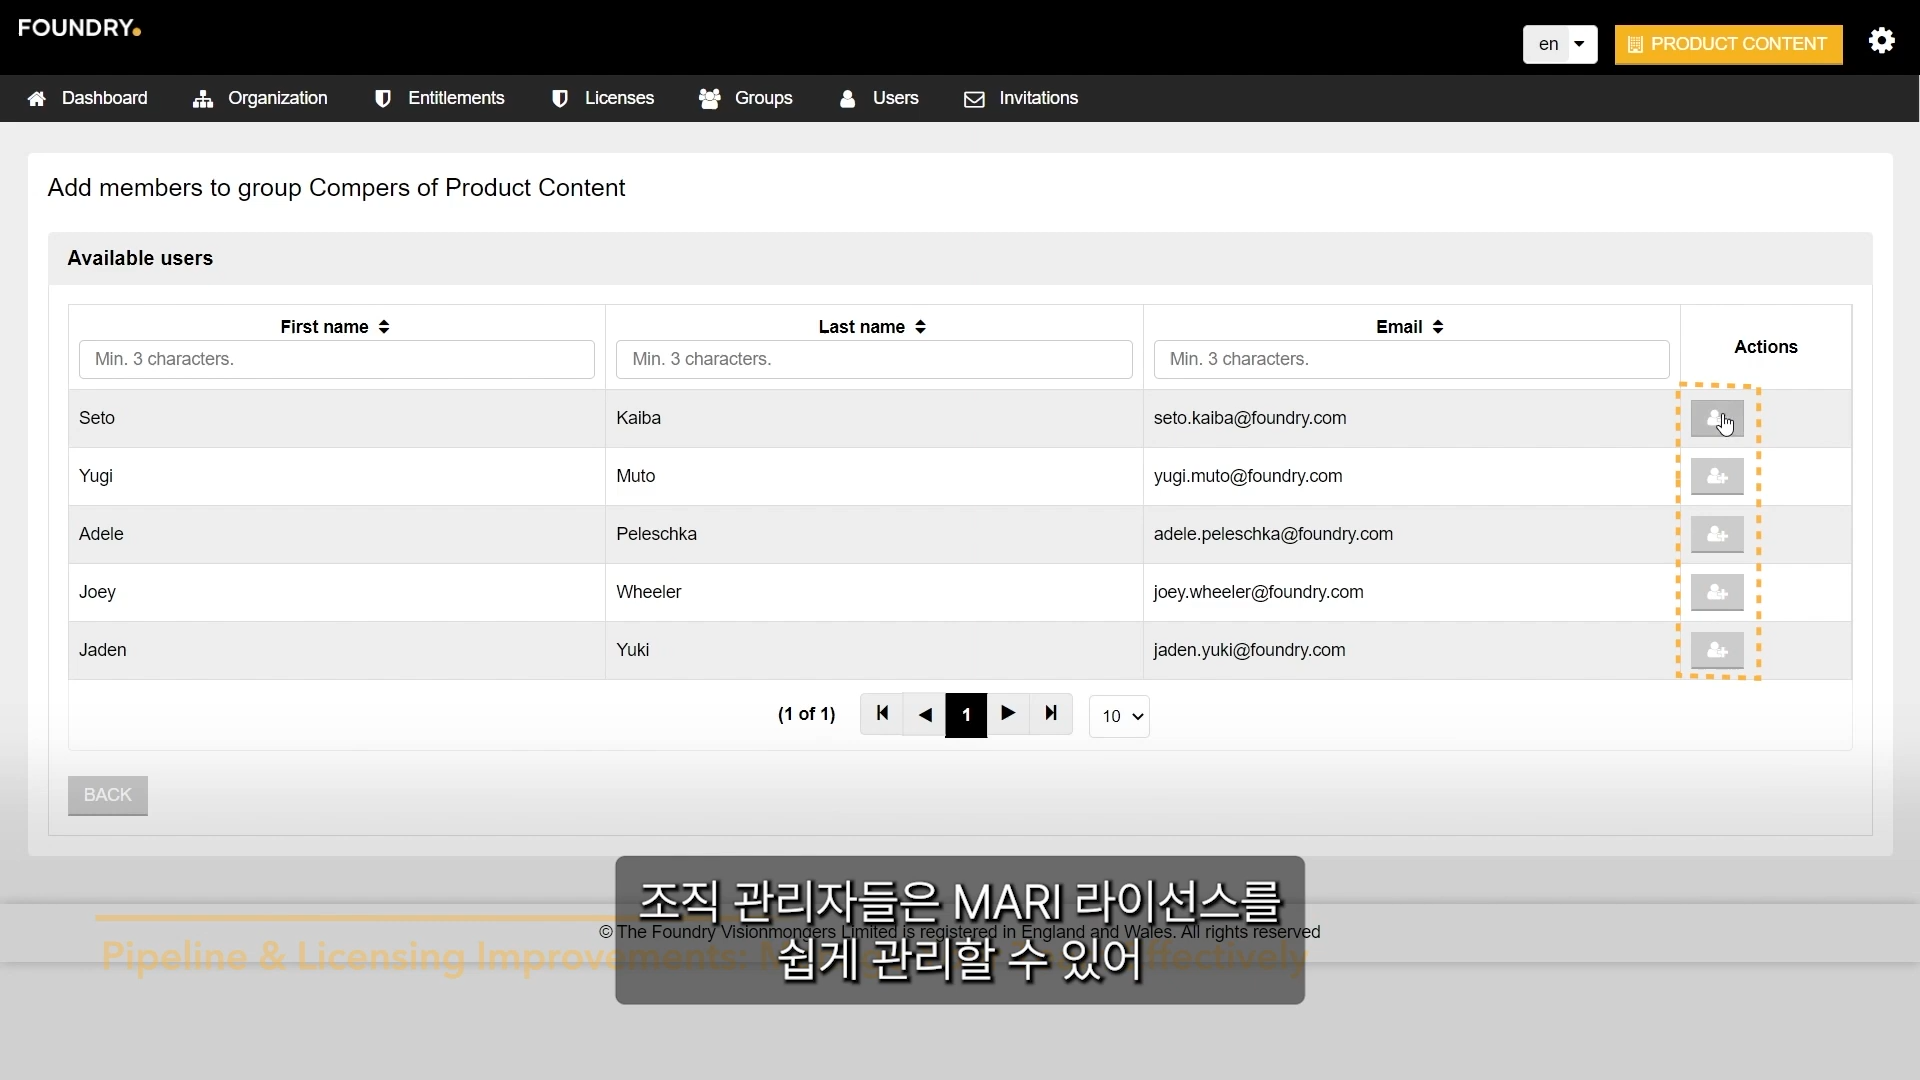 FOUNDRY.
en
PRODUCT CONTENT
Dashboard Organization Entitlements Licenses Groups Users Invitations
Add members to group Compers of Product Content
Available users
First name Last name Email Actions
Min. 3 characters. Min. 3 characters. Min. 3 characters.
Seto Kaiba seto.kaiba@foundry.com
Yugi Muto yugi.muto@foundry.com
Adele Peleschka adele.peleschka@foundry.com
Joey Wheeler joey.wheeler@foundry.com
Jaden Yuki jaden.yuki@foundry.com
(1 of 1) 1 10
BACK
조직 관리자들은 MARI 라이선스를
© The Foundry Visionmongers Limited is registered in England and Wales. All rights reserved
Pipeline & Licensing Improvements:
쉽게 관리할 수 있어